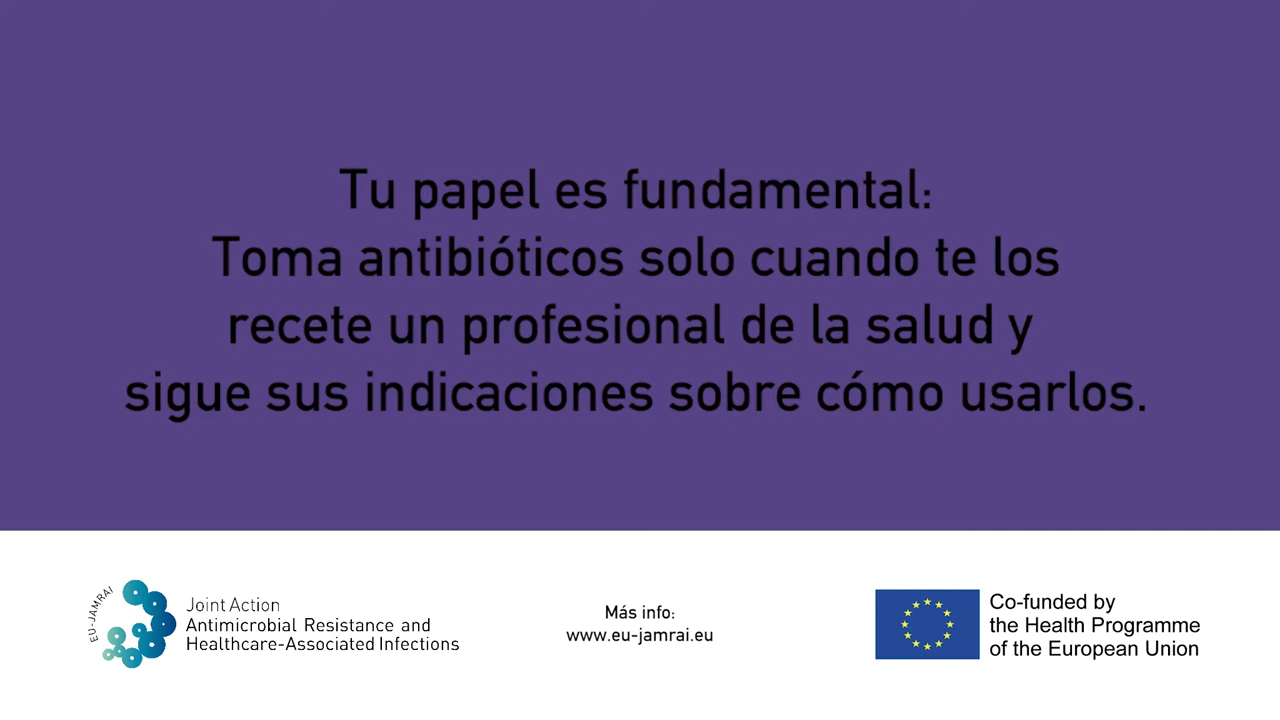 Tu papel es fundamental:
Toma antibióticos solo cuando te los
recete un profesional de la salud y
sigue sus indicaciones sobre cómo usarlos.
EU-JAMRAI
Joint Action
Antimicrobial Resistance and
Healthcare-Associated Infections
Más info:
www.eu-jamrai.eu
Co-funded by
the Health Programme
of the European Union